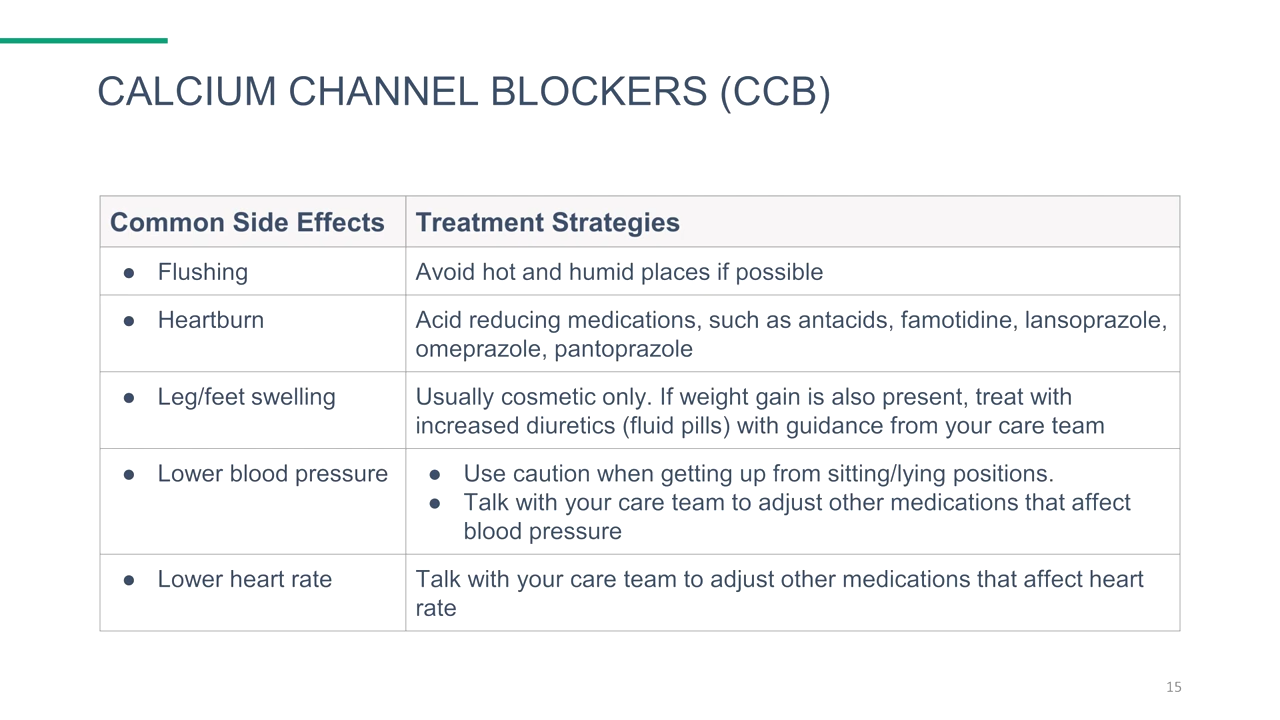 CALCIUM CHANNEL BLOCKERS (CCB)
Common Side Effects
Treatment Strategies
● Flushing
Avoid hot and humid places if possible
● Heartburn
Acid reducing medications, such as antacids, famotidine, lansoprazole,
omeprazole, pantoprazole
● Leg/feet swelling
Usually cosmetic only. If weight gain is also present, treat with
increased diuretics (fluid pills) with guidance from your care team
● Lower blood pressure
● Use caution when getting up from sitting/lying positions.
● Talk with your care team to adjust other medications that affect
blood pressure
● Lower heart rate
Talk with your care team to adjust other medications that affect heart
rate
15